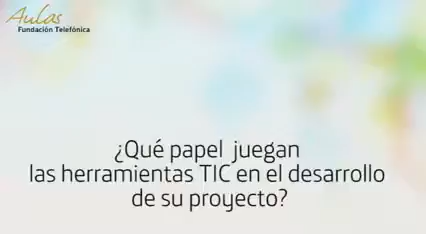 Aulas
Fundación Telefónica
¿Qué papel juegan
las herramientas TIC en el desarrollo
de su proyecto?